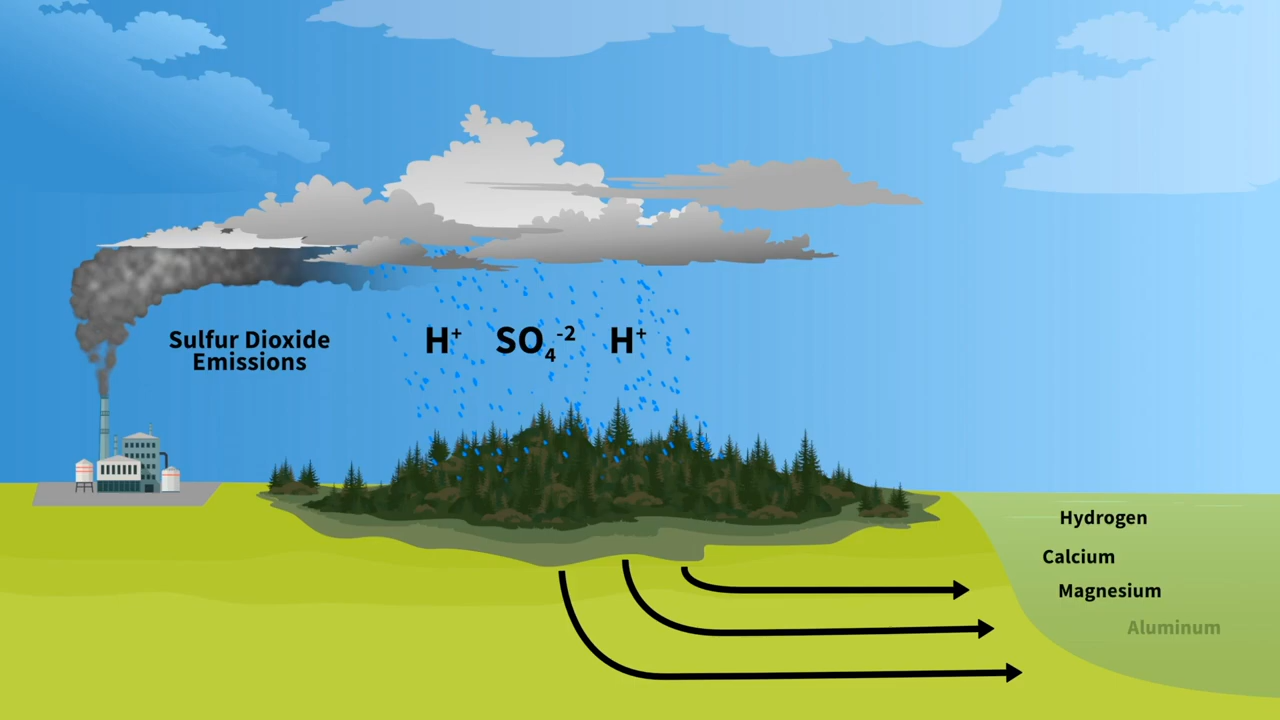 Sulfur Dioxide
Emissions
H⁺ SO₄⁻² H⁺
Hydrogen
Calcium
Magnesium
Aluminum